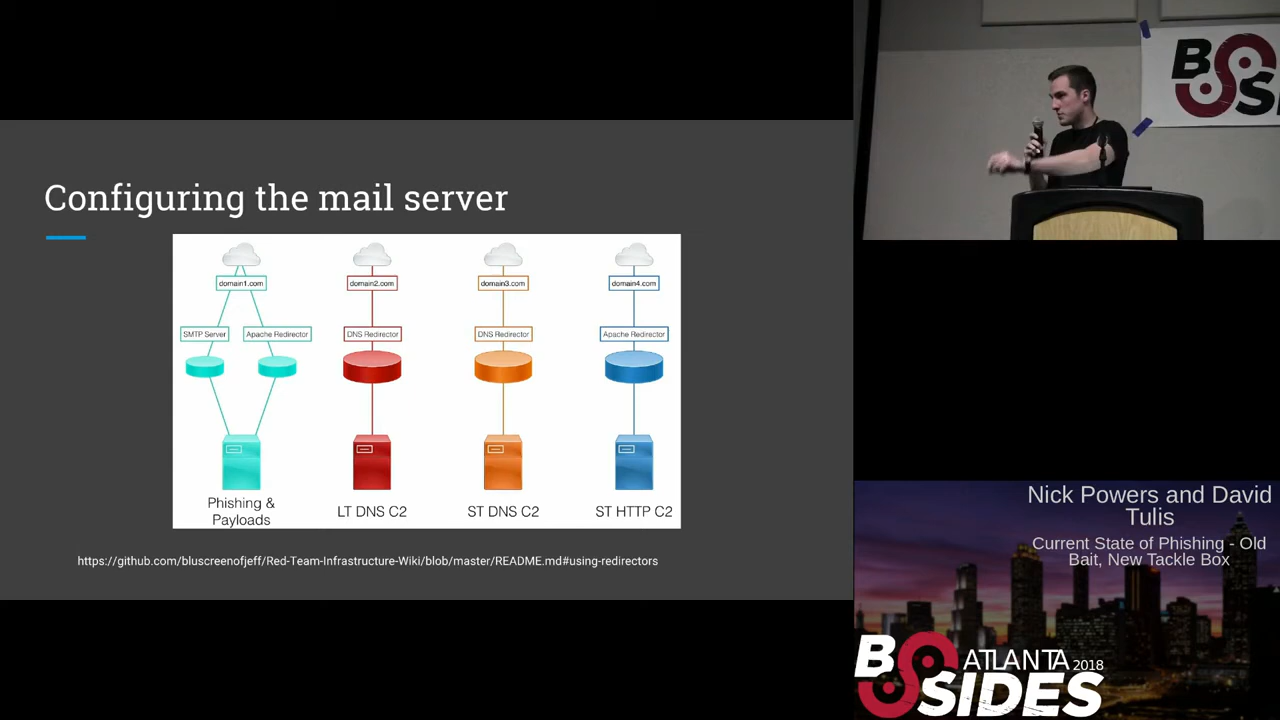 Configuring the mail server
domain1.com
domain2.com
domain3.com
domain4.com
SMTP Server
Apache Redirector
DNS Redirector
DNS Redirector
Apache Redirector
Phishing &
Payloads
LT DNS C2
ST DNS C2
ST HTTP C2
https://github.com/bluscreenofjeff/Red-Team-Infrastructure-Wiki/blob/master/README.md#using-redirectors
B
S
Nick Powers and David
Tulis
Current State of Phishing - Old
Bait, New Tackle Box
B ATLANTA 2018
SIDES